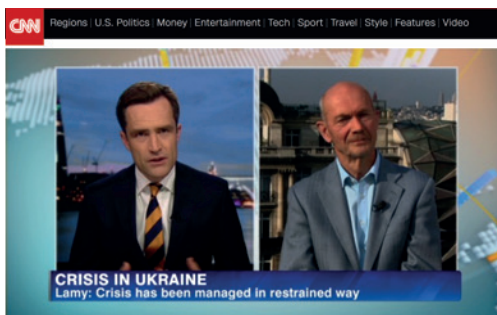 CNN
Regions | U.S. Politics | Money | Entertainment | Tech | Sport | Travel | Style | Features | Video
CRISIS IN UKRAINE
Lamy: Crisis has been managed in restrained way